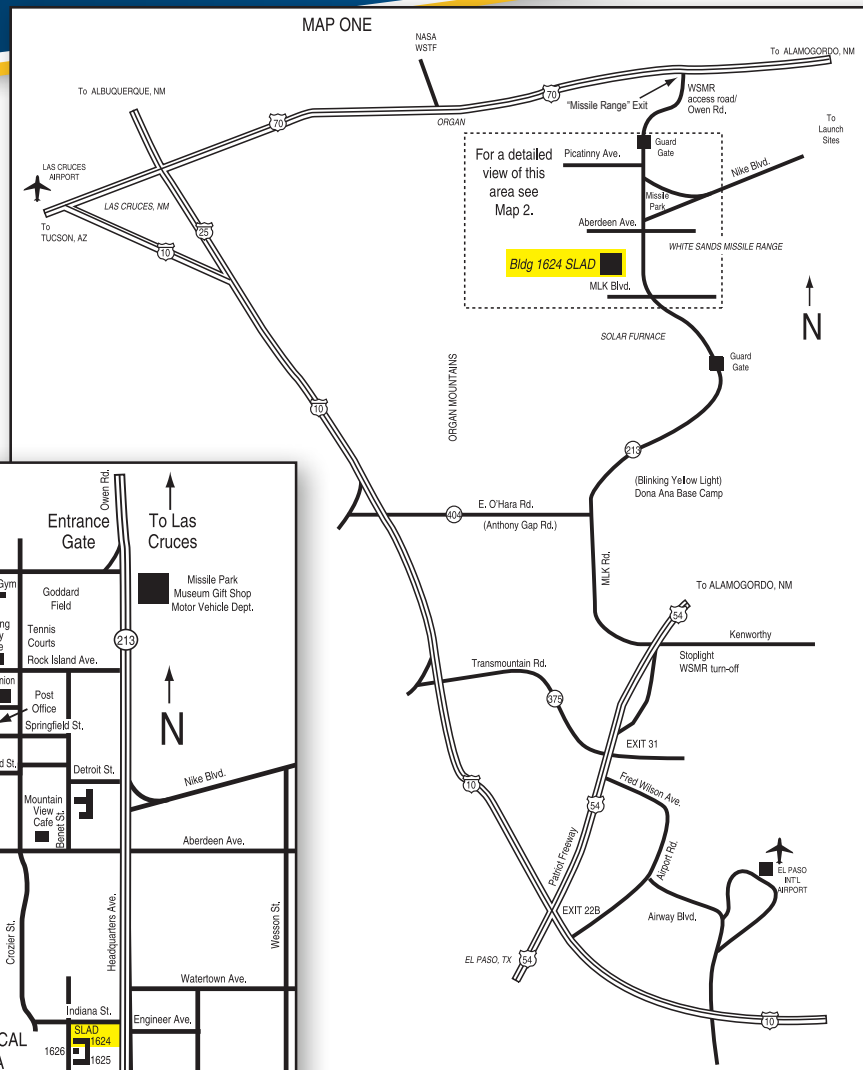 MAP ONE
NASA
WSTF
To ALAMOGORDO, NM
To ALBUQUERQUE, NM
70
"Missile Range" Exit
WSMR
access road/
Owen Rd.
70
ORGAN
To
Launch
Sites
Guard
Gate
For a detailed
view of this
area see
Map 2.
Picatinny Ave.
Nike Blvd.
LAS CRUCES
AIRPORT
Missile
Park
LAS CRUCES, NM
To
TUCSON, AZ
25
10
Aberdeen Ave.
WHITE SANDS MISSILE RANGE
Bldg 1624 SLAD
MLK Blvd.
N
SOLAR FURNACE
Guard
Gate
ORGAN MOUNTAINS
10
213
(Blinking Yellow Light)
Dona Ana Base Camp
E. O'Hara Rd.
404
(Anthony Gap Rd.)
MLK Rd.
To ALAMOGORDO, NM
54
Kenworthy
Stoplight
WSMR turn-off
Transmountain Rd.
375
EXIT 31
10
Fred Wilson Ave.
54
Patriot Freeway
Airport Rd.
EL PASO
INT'L
AIRPORT
EXIT 22B
Airway Blvd.
EL PASO, TX
54
10
Owen Rd.
Entrance
Gate
To Las
Cruces
Gym
Goddard
Field
Missile Park
Museum Gift Shop
Motor Vehicle Dept.
Tennis
Courts
213
Rock Island Ave.
Post
Office
Springfield St.
N
Detroit St.
Nike Blvd.
Mountain
View
Cafe
Benet St.
Aberdeen Ave.
Crozier St.
Headquarters Ave.
Wesson St.
Watertown Ave.
Indiana St.
Engineer Ave.
SLAD
1624
1626
1625